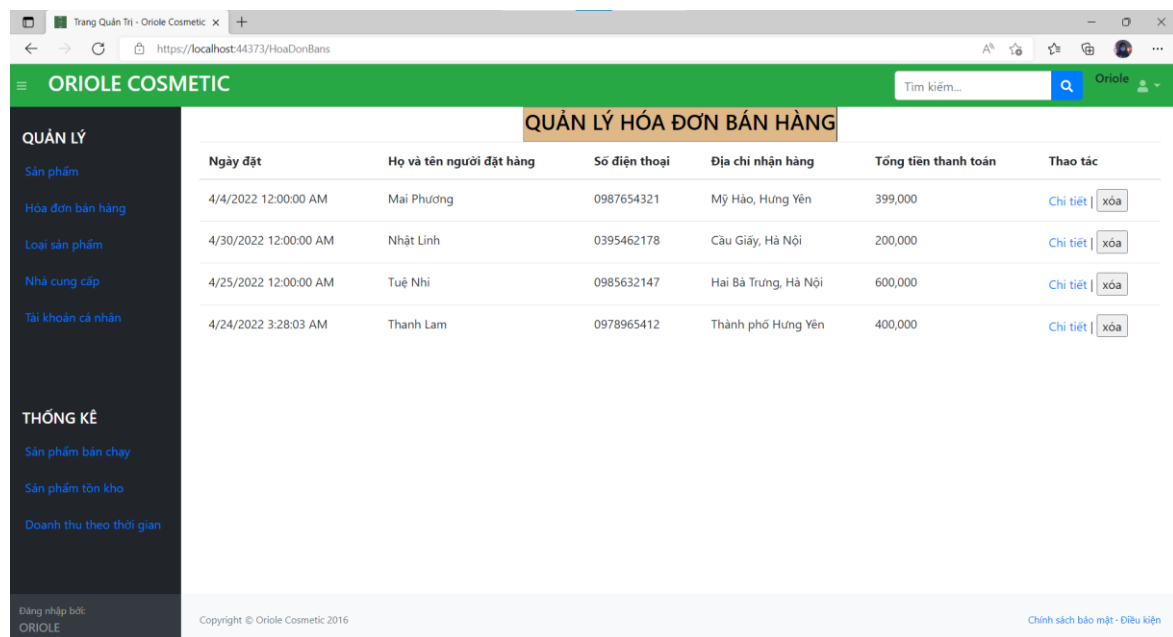 Trang Quản Trị - Oriole Cosmetic
https://localhost:44373/HoaDonBans
ORIOLE COSMETIC
Tìm kiếm...
Oriole
QUẢN LÝ
Sản phẩm
Hóa đơn bán hàng
Loại sản phẩm
Nhà cung cấp
Tài khoản cá nhân
THỐNG KÊ
Sản phẩm bán chạy
Sản phẩm tồn kho
Doanh thu theo thời gian
Đăng nhập bởi:
ORIOLE
QUẢN LÝ HÓA ĐƠN BÁN HÀNG
Ngày đặt Họ và tên người đặt hàng Số điện thoại Địa chỉ nhận hàng Tổng tiền thanh toán Thao tác
4/4/2022 12:00:00 AM Mai Phương 0987654321 Mỹ Hào, Hưng Yên 399,000 Chi tiết | xóa
4/30/2022 12:00:00 AM Nhật Linh 0395462178 Cầu Giấy, Hà Nội 200,000 Chi tiết | xóa
4/25/2022 12:00:00 AM Tuệ Nhi 0985632147 Hai Bà Trưng, Hà Nội 600,000 Chi tiết | xóa
4/24/2022 3:28:03 AM Thanh Lam 0978965412 Thành phố Hưng Yên 400,000 Chi tiết | xóa
Copyright © Oriole Cosmetic 2016
Chính sách bảo mật · Điều kiện